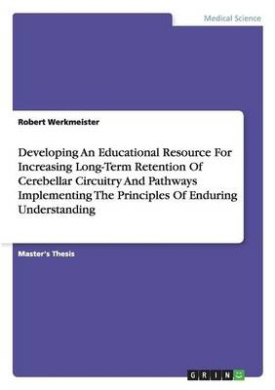 Medical Science
Robert Werkmeister
Developing An Educational Resource For
Increasing Long-Term Retention Of
Cerebellar Circuitry And Pathways
Implementing The Principles Of Enduring
Understanding
Master's Thesis
GRIN